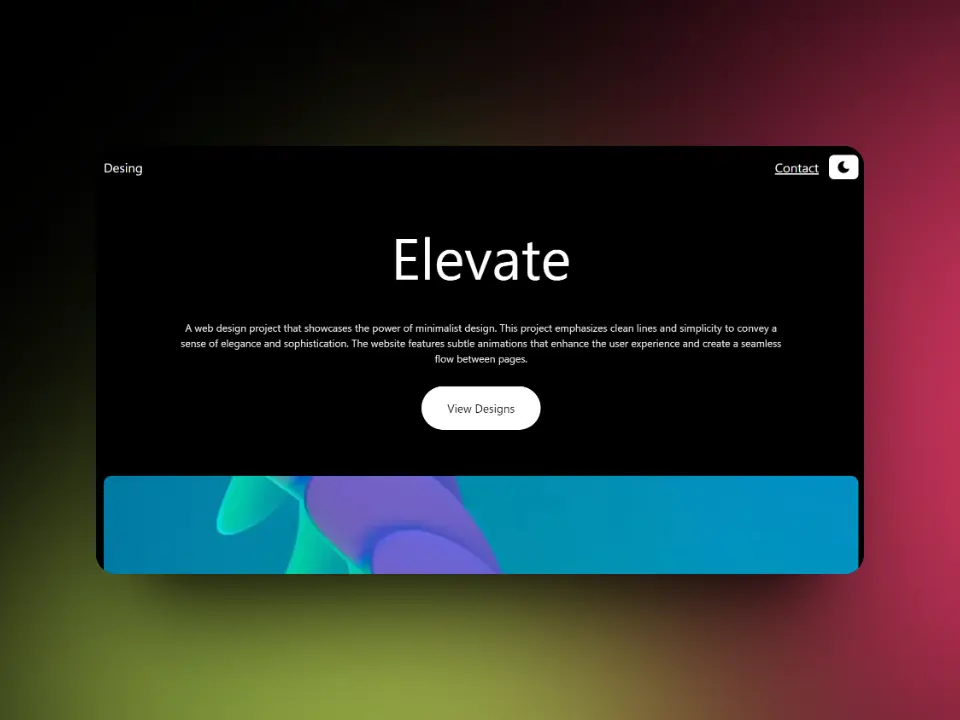 Desing
Contact
Elevate
A web design project that showcases the power of minimalist design. This project emphasizes clean lines and simplicity to convey a
sense of elegance and sophistication. The website features subtle animations that enhance the user experience and create a seamless
flow between pages.
View Designs